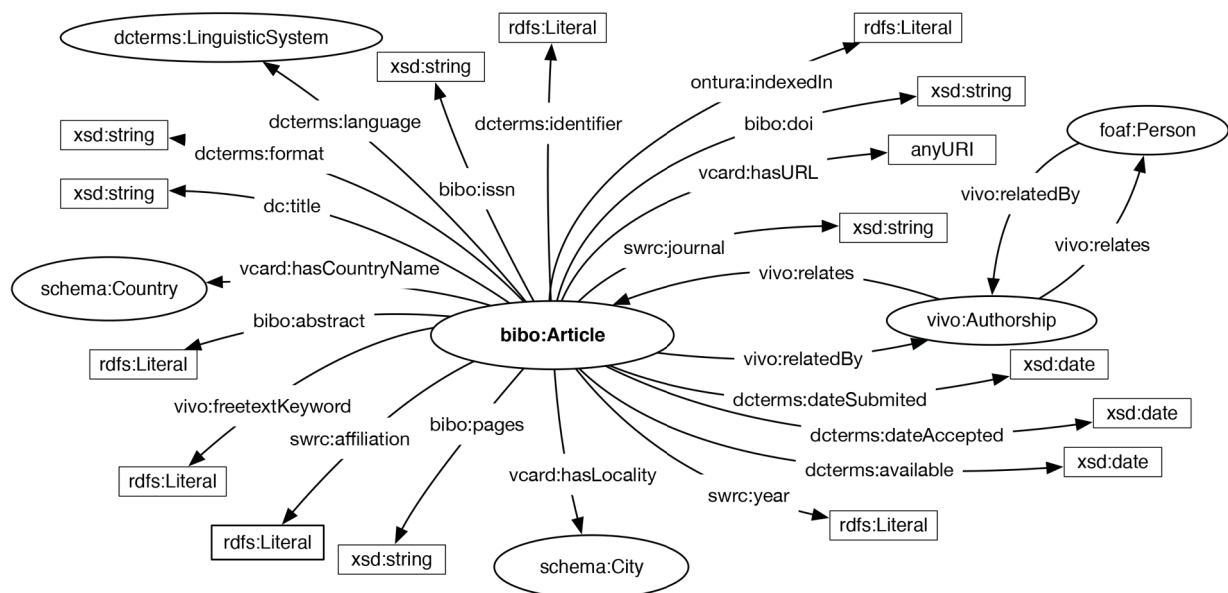 rdfs:Literal
rdfs:Literal
dcterms:LinguisticSystem
xsd:string
ontura:indexedIn
xsd:string
dcterms:language
dcterms:identifier
bibo:doi
xsd:string
foaf:Person
dcterms:format
anyURI
vcard:hasURL
bibo:issn
xsd:string
vivo:relatedBy
dc:title
xsd:string
swrc:journal
vivo:relates
vcard:hasCountryName
vivo:relates
schema:Country
bibo:abstract
bibo:Article
vivo:Authorship
rdfs:Literal
vivo:relatedBy
xsd:date
dcterms:dateSubmited
vivo:freetextKeyword
xsd:date
bibo:pages
dcterms:dateAccepted
swrc:affiliation
xsd:date
dcterms:available
vcard:hasLocality
rdfs:Literal
swrc:year
rdfs:Literal
rdfs:Literal
xsd:string
schema:City